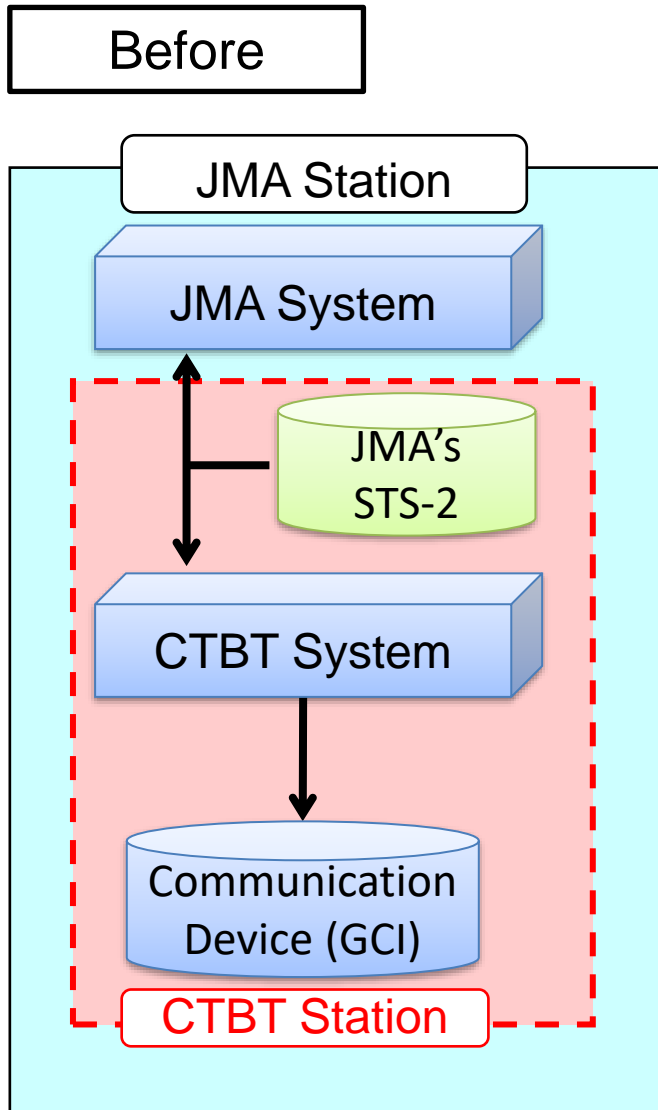 Before
JMA Station
JMA System
JMA’s
STS-2
CTBT System
Communication
Device (GCI)
CTBT Station